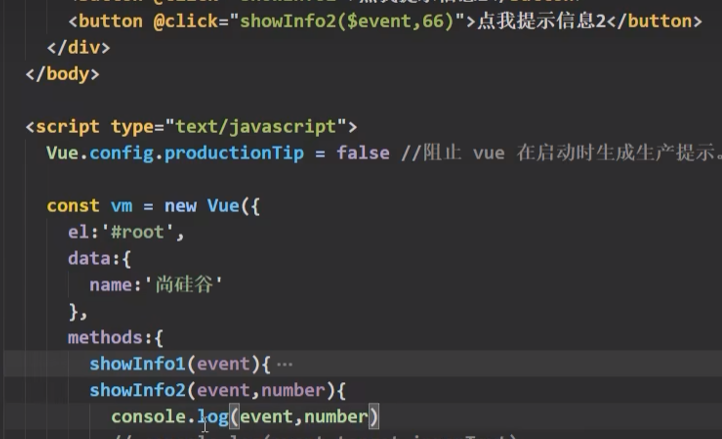 <button @click="showInfo2($event,66)">点我提示信息2</button>
</div>
</body>
<script type="text/javascript">
Vue.config.productionTip = false //阻止 vue 在启动时生成生产提示。
const vm = new Vue({
el:'#root',
data:{
name:'尚硅谷'
},
methods:{
showInfo1(event){ ···
showInfo2(event,number){
console.log(event,number)